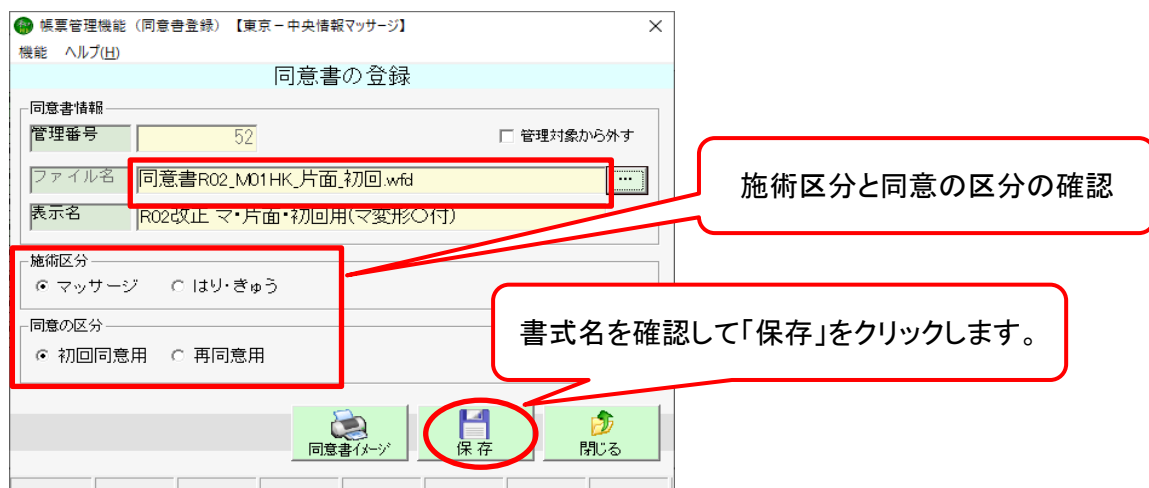 帳票管理機能（同意書登録）【東京－中央情報ﾏｯｻｰｼﾞ】
機能 ヘルプ(H)
同意書の登録
同意書情報
管理番号 52 管理対象から外す
ファイル名 同意書R02_M01HK_片面_初回.wfd ...
表示名 R02改正 マ・片面・初回用(マ変形〇付)
施術区分と同意の区分の確認
施術区分
マッサージ はり・きゅう
同意の区分
初回同意用 再同意用
書式名を確認して「保存」をクリックします。
同意書ｲﾒｰｼﾞ 保存 閉じる